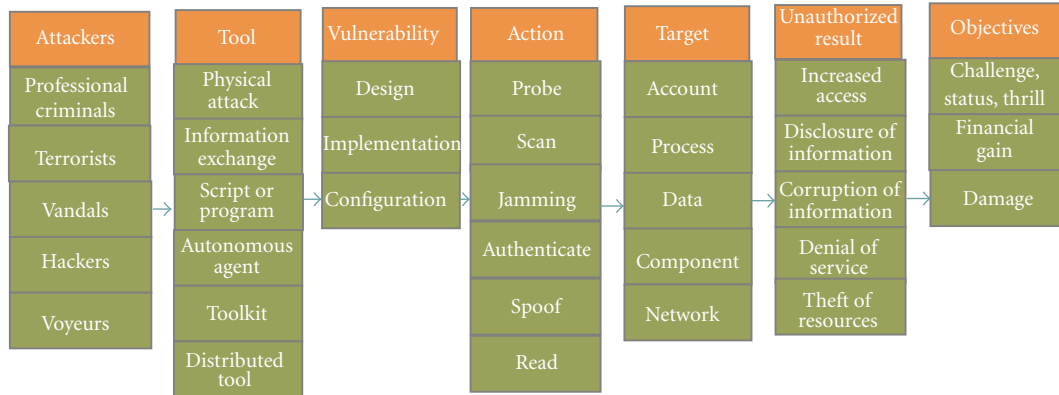 Attackers
Professional
criminals
Terrorists
Vandals
Hackers
Voyeurs
Tool
Physical
attack
Information
exchange
Script or
program
Autonomous
agent
Toolkit
Distributed
tool
Vulnerability
Design
Implementation
Configuration
Action
Probe
Scan
Jamming
Authenticate
Spoof
Read
Target
Account
Process
Data
Component
Network
Unauthorized
result
Increased
access
Disclosure of
information
Corruption of
information
Denial of
service
Theft of
resources
Objectives
Challenge,
status, thrill
Financial
gain
Damage